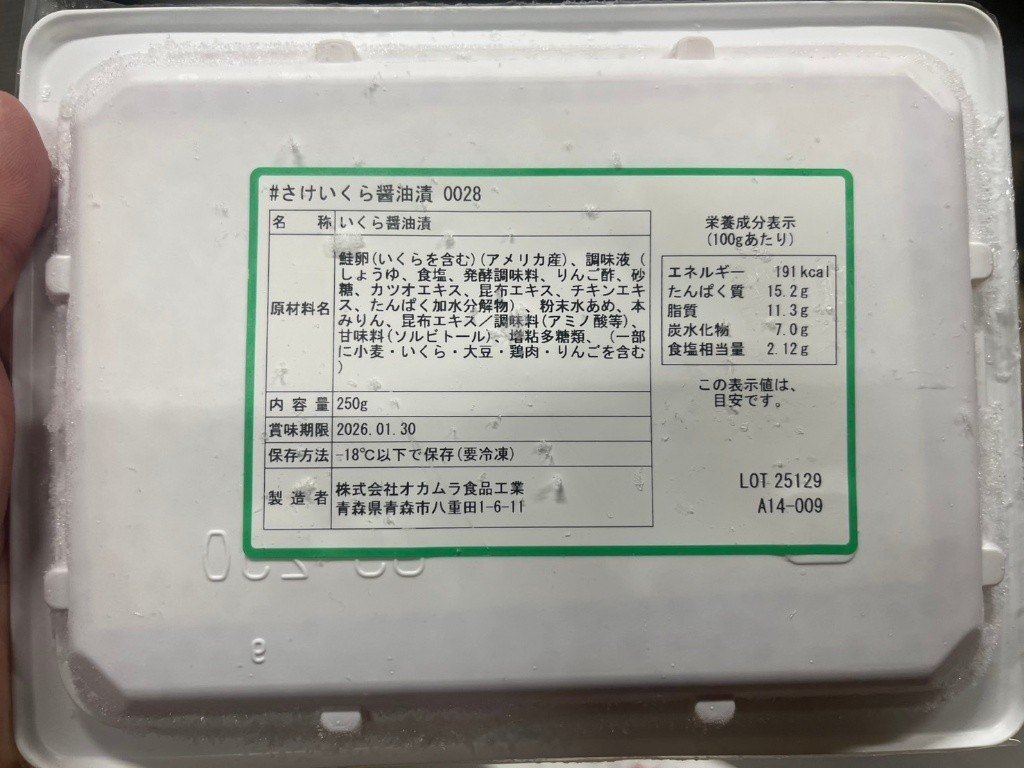 #さけいくら醤油漬 0028
名 称 いくら醤油漬
原材料名
鮭卵(いくらを含む)(アメリカ産)、調味液(
しょうゆ、食塩、発酵調味料、りんご酢、砂
糖、カツオエキス、昆布エキス、チキンエキ
ス、たんぱく加水分解物)、粉末水あめ、本
みりん、昆布エキス/調味料(アミノ酸等)、
甘味料(ソルビトール)、増粘多糖類、(一部
に小麦・いくら・大豆・鶏肉・りんごを含む
)
内 容 量 250g
賞味期限 2026.01.30
保存方法 -18℃以下で保存(要冷凍)
製 造 者
株式会社オカムラ食品工業
青森県青森市八重田1-6-11
栄養成分表示
(100gあたり)
エネルギー 191kcal
たんぱく質 15.2g
脂質 11.3g
炭水化物 7.0g
食塩相当量 2.12g
この表示値は、
目安です。
LOT 25129
A14-009